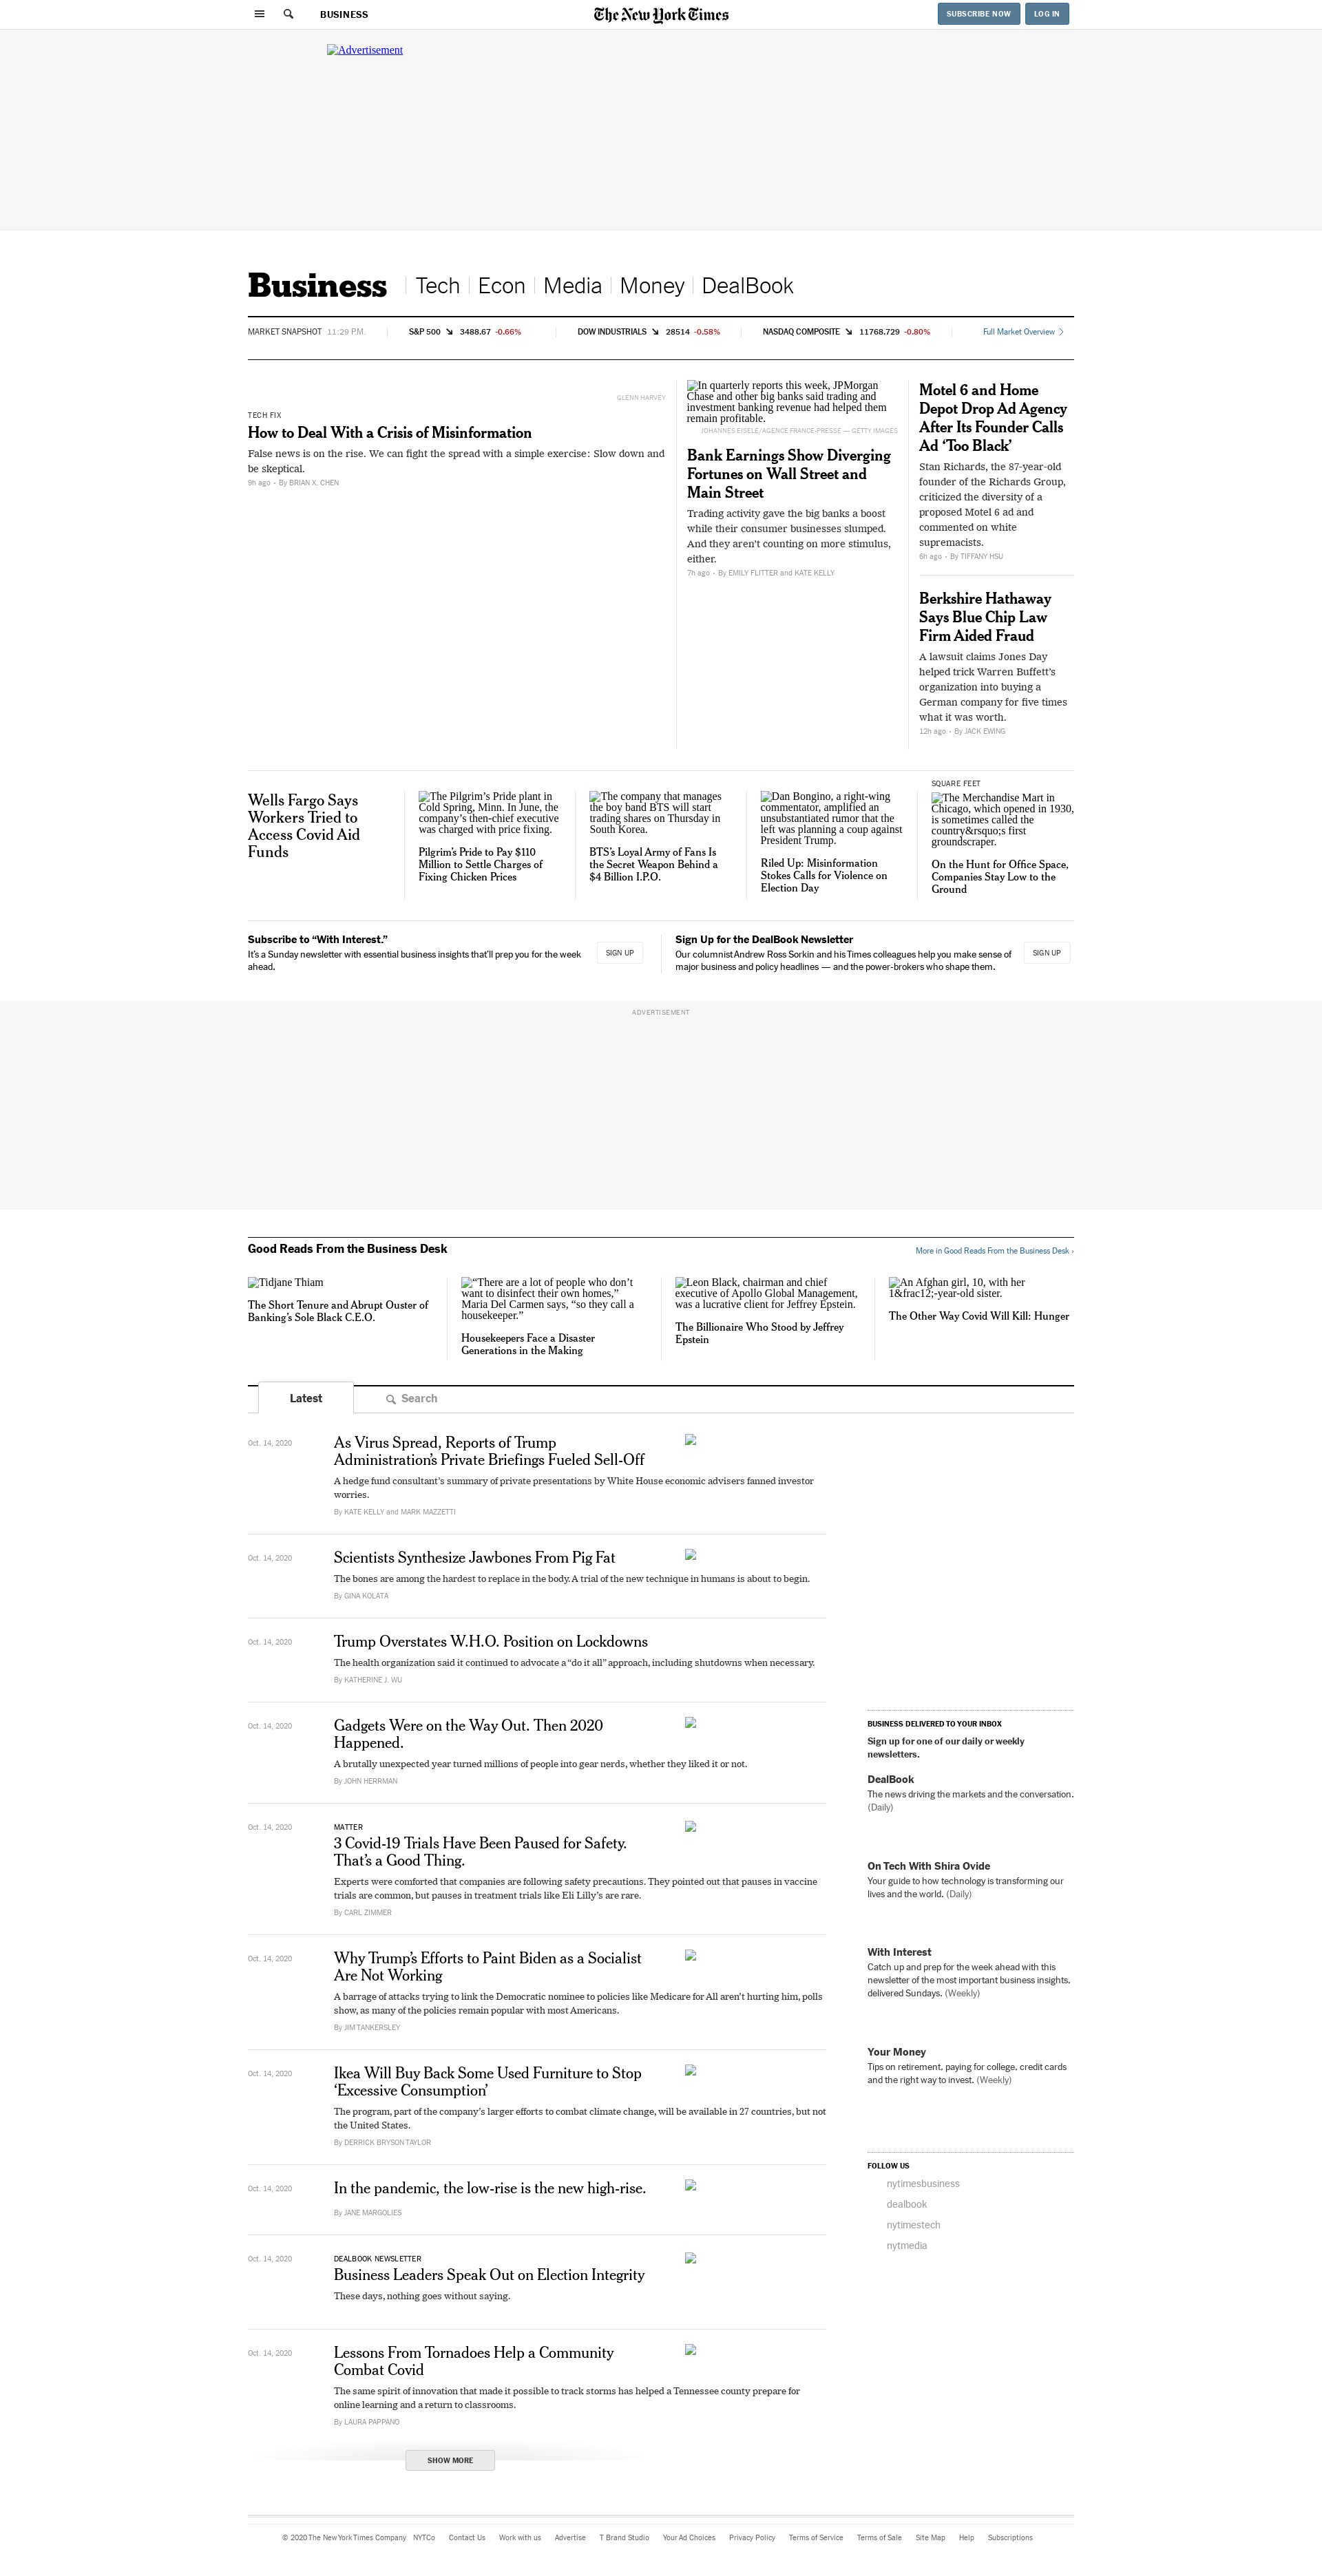 BUSINESS
The New York Times
SUBSCRIBE NOW
LOG IN
Advertisement
Business
Tech
Econ
Media
Money
DealBook
MARKET SNAPSHOT 11:29 P.M.
S&P 500 3488.67 -0.66%
DOW INDUSTRIALS 28514 -0.58%
NASDAQ COMPOSITE 11768.729 -0.80%
Full Market Overview
GLENN HARVEY
TECH FIX
How to Deal With a Crisis of Misinformation
False news is on the rise. We can fight the spread with a simple exercise: Slow down and
be skeptical.
9h ago • By BRIAN X. CHEN
In quarterly reports this week, JPMorgan
Chase and other big banks said trading and
investment banking revenue had helped them
remain profitable.
JOHANNES EISELE/AGENCE FRANCE-PRESSE — GETTY IMAGES
Bank Earnings Show Diverging
Fortunes on Wall Street and
Main Street
Trading activity gave the big banks a boost
while their consumer businesses slumped.
And they aren’t counting on more stimulus,
either.
7h ago • By EMILY FLITTER and KATE KELLY
Motel 6 and Home
Depot Drop Ad Agency
After Its Founder Calls
Ad ‘Too Black’
Stan Richards, the 87-year-old
founder of the Richards Group,
criticized the diversity of a
proposed Motel 6 ad and
commented on white
supremacists.
6h ago • By TIFFANY HSU
Berkshire Hathaway
Says Blue Chip Law
Firm Aided Fraud
A lawsuit claims Jones Day
helped trick Warren Buffett’s
organization into buying a
German company for five times
what it was worth.
12h ago • By JACK EWING
Wells Fargo Says
Workers Tried to
Access Covid Aid
Funds
The Pilgrim’s Pride plant in
Cold Spring, Minn. In June, the
company’s then-chief executive
was charged with price fixing.
Pilgrim’s Pride to Pay $110
Million to Settle Charges of
Fixing Chicken Prices
The company that manages
the boy band BTS will start
trading shares on Thursday in
South Korea.
BTS’s Loyal Army of Fans Is
the Secret Weapon Behind a
$4 Billion I.P.O.
Dan Bongino, a right-wing
commentator, amplified an
unsubstantiated rumor that the
left was planning a coup against
President Trump.
Riled Up: Misinformation
Stokes Calls for Violence on
Election Day
SQUARE FEET
The Merchandise Mart in
Chicago, which opened in 1930,
is sometimes called the
country&rsquo;s first
groundscraper.
On the Hunt for Office Space,
Companies Stay Low to the
Ground
Subscribe to “With Interest.”
It’s a Sunday newsletter with essential business insights that’ll prep you for the week
ahead.
SIGN UP
Sign Up for the DealBook Newsletter
Our columnist Andrew Ross Sorkin and his Times colleagues help you make sense of
major business and policy headlines — and the power-brokers who shape them.
SIGN UP
ADVERTISEMENT
Good Reads From the Business Desk
More in Good Reads From the Business Desk ›
Tidjane Thiam
The Short Tenure and Abrupt Ouster of
Banking’s Sole Black C.E.O.
“There are a lot of people who don’t
want to disinfect their own homes,”
Maria Del Carmen says, “so they call a
housekeeper.”
Housekeepers Face a Disaster
Generations in the Making
Leon Black, chairman and chief
executive of Apollo Global Management,
was a lucrative client for Jeffrey Epstein.
The Billionaire Who Stood by Jeffrey
Epstein
An Afghan girl, 10, with her
1&frac12;-year-old sister.
The Other Way Covid Will Kill: Hunger
Latest
Search
Oct. 14, 2020
As Virus Spread, Reports of Trump
Administration’s Private Briefings Fueled Sell-Off
A hedge fund consultant’s summary of private presentations by White House economic advisers fanned investor
worries.
By KATE KELLY and MARK MAZZETTI
Oct. 14, 2020
Scientists Synthesize Jawbones From Pig Fat
The bones are among the hardest to replace in the body. A trial of the new technique in humans is about to begin.
By GINA KOLATA
Oct. 14, 2020
Trump Overstates W.H.O. Position on Lockdowns
The health organization said it continued to advocate a “do it all” approach, including shutdowns when necessary.
By KATHERINE J. WU
Oct. 14, 2020
Gadgets Were on the Way Out. Then 2020
Happened.
A brutally unexpected year turned millions of people into gear nerds, whether they liked it or not.
By JOHN HERRMAN
Oct. 14, 2020
MATTER
3 Covid-19 Trials Have Been Paused for Safety.
That’s a Good Thing.
Experts were comforted that companies are following safety precautions. They pointed out that pauses in vaccine
trials are common, but pauses in treatment trials like Eli Lilly’s are rare.
By CARL ZIMMER
Oct. 14, 2020
Why Trump’s Efforts to Paint Biden as a Socialist
Are Not Working
A barrage of attacks trying to link the Democratic nominee to policies like Medicare for All aren’t hurting him, polls
show, as many of the policies remain popular with most Americans.
By JIM TANKERSLEY
Oct. 14, 2020
Ikea Will Buy Back Some Used Furniture to Stop
‘Excessive Consumption’
The program, part of the company’s larger efforts to combat climate change, will be available in 27 countries, but not
the United States.
By DERRICK BRYSON TAYLOR
Oct. 14, 2020
In the pandemic, the low-rise is the new high-rise.
By JANE MARGOLIES
Oct. 14, 2020
DEALBOOK NEWSLETTER
Business Leaders Speak Out on Election Integrity
These days, nothing goes without saying.
Oct. 14, 2020
Lessons From Tornadoes Help a Community
Combat Covid
The same spirit of innovation that made it possible to track storms has helped a Tennessee county prepare for
online learning and a return to classrooms.
By LAURA PAPPANO
SHOW MORE
BUSINESS DELIVERED TO YOUR INBOX
Sign up for one of our daily or weekly
newsletters.
DealBook
The news driving the markets and the conversation.
(Daily)
On Tech With Shira Ovide
Your guide to how technology is transforming our
lives and the world. (Daily)
With Interest
Catch up and prep for the week ahead with this
newsletter of the most important business insights,
delivered Sundays. (Weekly)
Your Money
Tips on retirement, paying for college, credit cards
and the right way to invest. (Weekly)
FOLLOW US
nytimesbusiness
dealbook
nytimestech
nytmedia
© 2020 The New York Times Company NYTCo Contact Us Work with us Advertise T Brand Studio Your Ad Choices Privacy Policy Terms of Service Terms of Sale Site Map Help Subscriptions